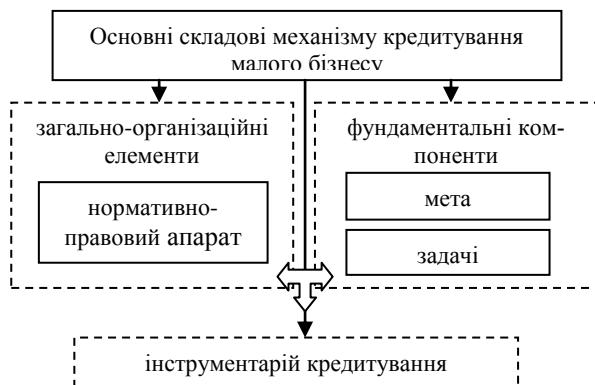 Основні складові механізму кредитування
малого бізнесу
загально-організаційні
елементи
нормативно-
правовий апарат
фундаментальні ком-
поненти
мета
задачі
інструментарій кредитування